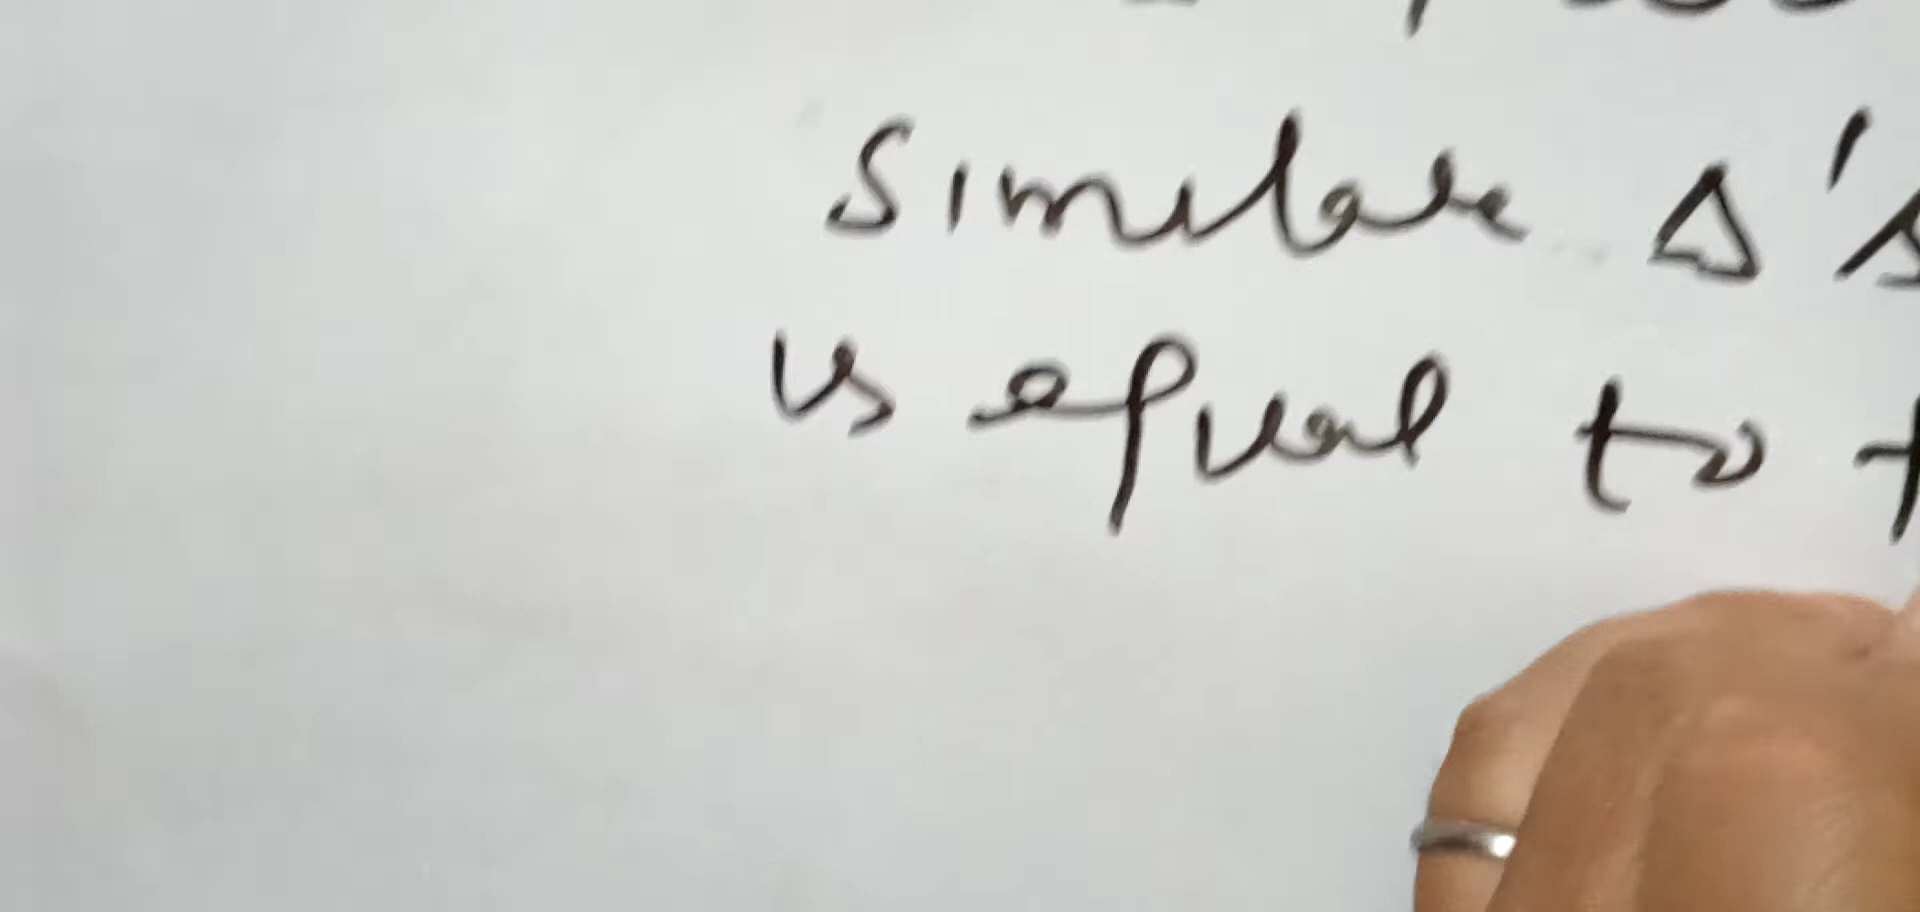 similar Δ's
is equal to